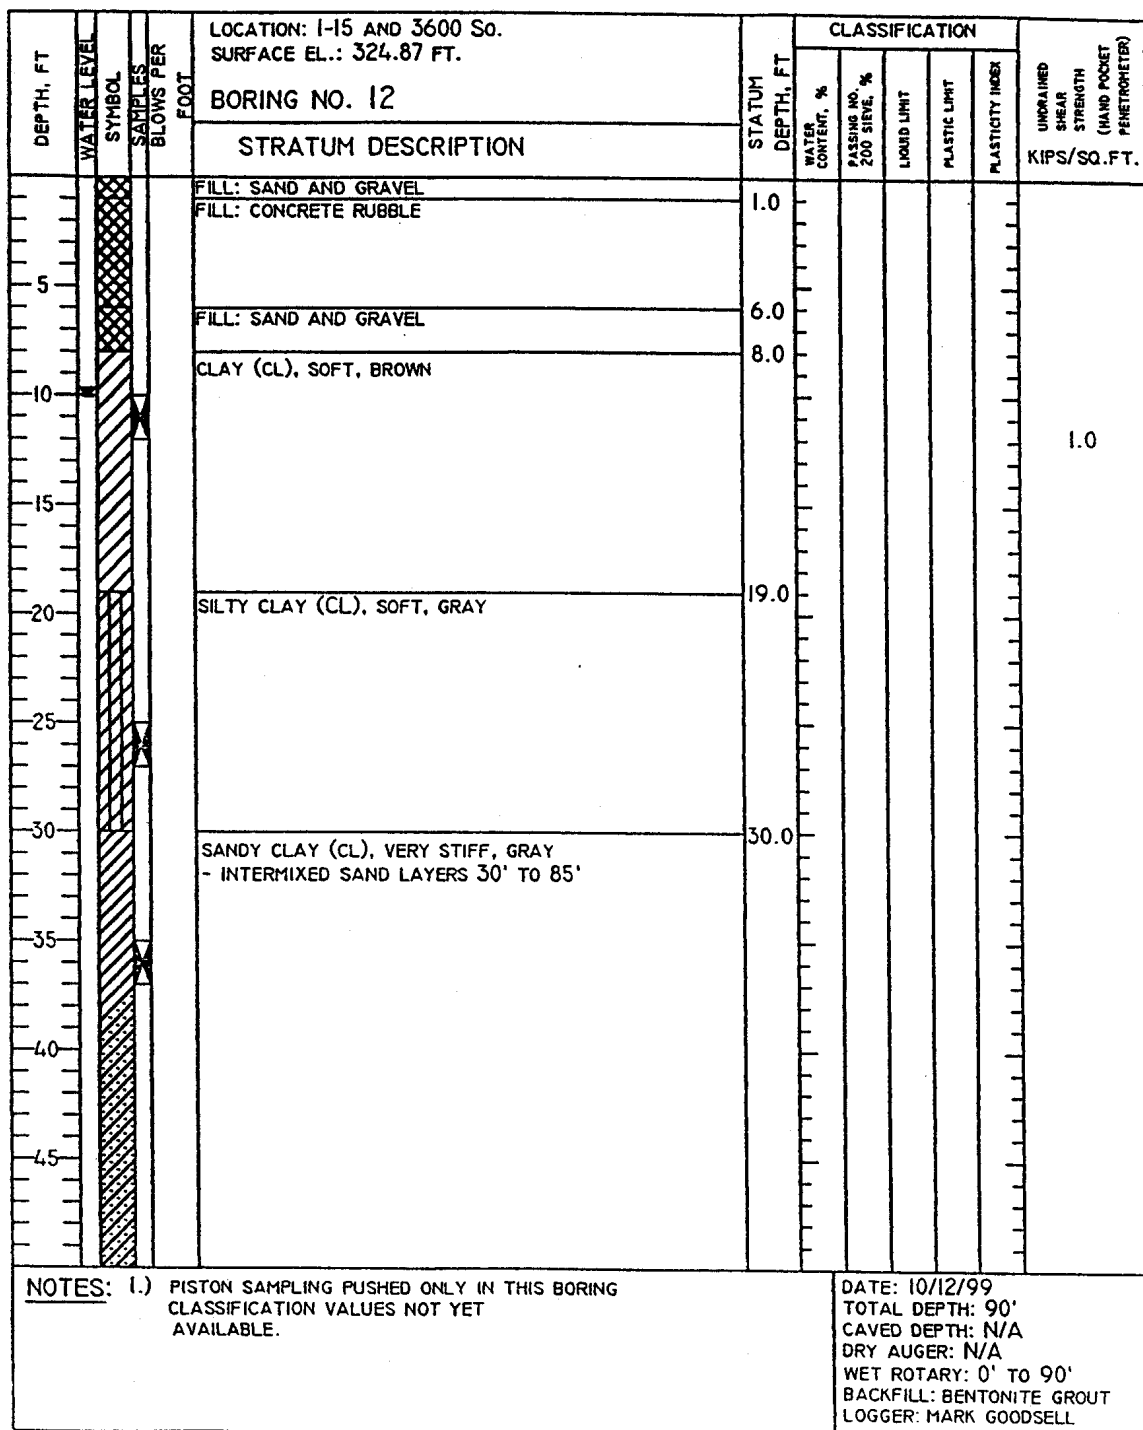 LOCATION: I-15 AND 3600 So.
SURFACE EL.: 324.87 FT.
BORING NO. 12
STRATUM DESCRIPTION
DEPTH, FT
WATER LEVEL
SYMBOL
SAMPLES
BLOWS PER
FOOT
STATUM
DEPTH, FT
CLASSIFICATION
WATER
CONTENT, %
PASSING NO.
200 SIEVE, %
LIQUID LIMIT
PLASTIC LIMIT
PLASTICITY INDEX
UNDRAINED
SHEAR
STRENGTH
(HAND POCKET
PENETROMETER)
KIPS/SQ.FT.
FILL: SAND AND GRAVEL
1.0
FILL: CONCRETE RUBBLE
5
6.0
FILL: SAND AND GRAVEL
8.0
CLAY (CL), SOFT, BROWN
10
1.0
15
19.0
SILTY CLAY (CL), SOFT, GRAY
20
25
30
30.0
SANDY CLAY (CL), VERY STIFF, GRAY
- INTERMIXED SAND LAYERS 30' TO 85'
35
40
45
NOTES: 1.) PISTON SAMPLING PUSHED ONLY IN THIS BORING
CLASSIFICATION VALUES NOT YET
AVAILABLE.
DATE: 10/12/99
TOTAL DEPTH: 90'
CAVED DEPTH: N/A
DRY AUGER: N/A
WET ROTARY: 0' TO 90'
BACKFILL: BENTONITE GROUT
LOGGER: MARK GOODSELL